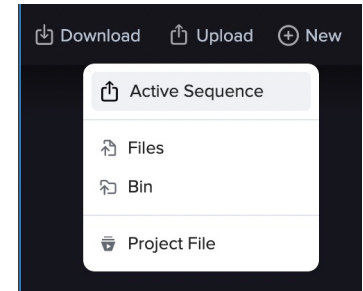 Download Upload New
Active Sequence
Files
Bin
Project File